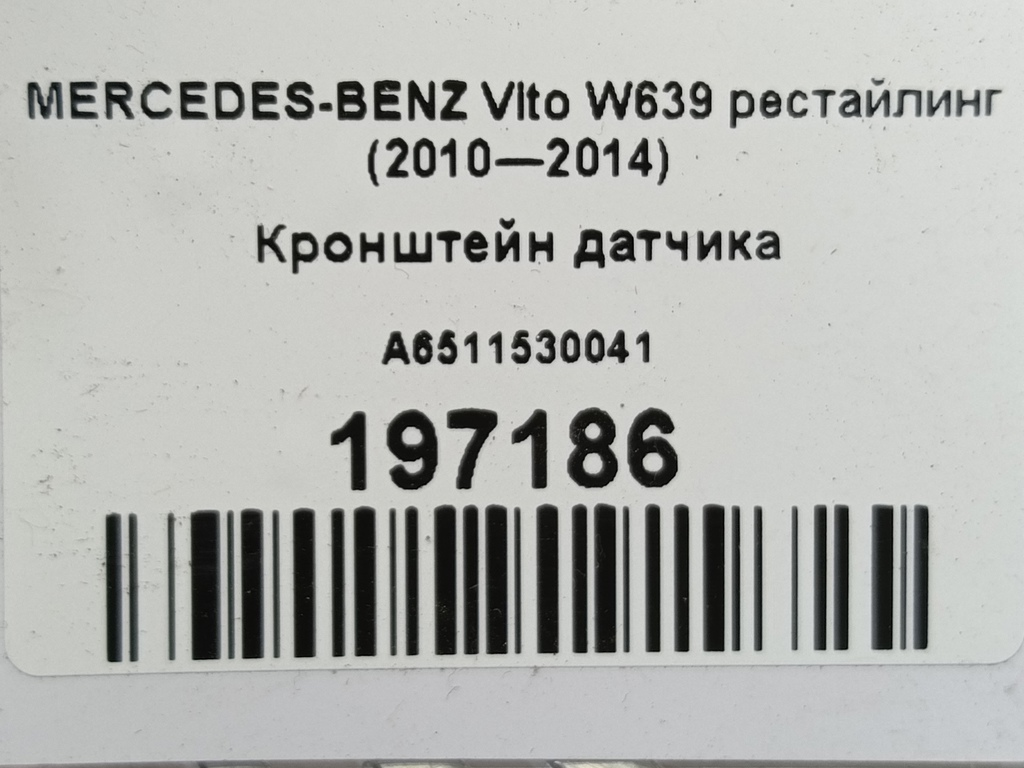 MERCEDES-BENZ Vito W639 рестайлинг
(2010—2014)
Кронштейн датчика
A6511530041
197186